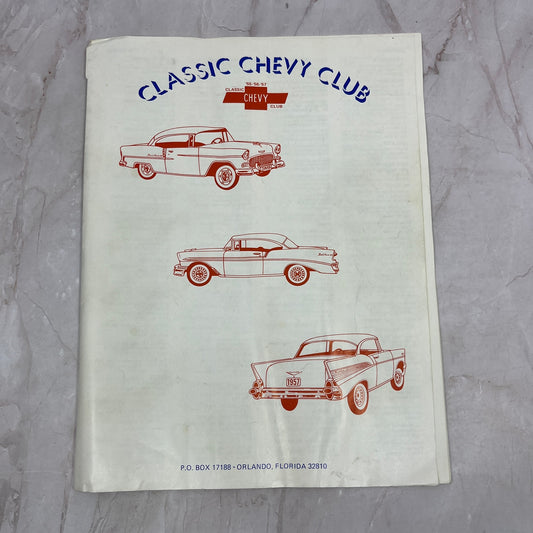 CLASSIC CHEVY CLUB
'55-'56-'57
CLASSIC CHEVY CLUB
1957
P.O. BOX 17188 - ORLANDO, FLORIDA 32810